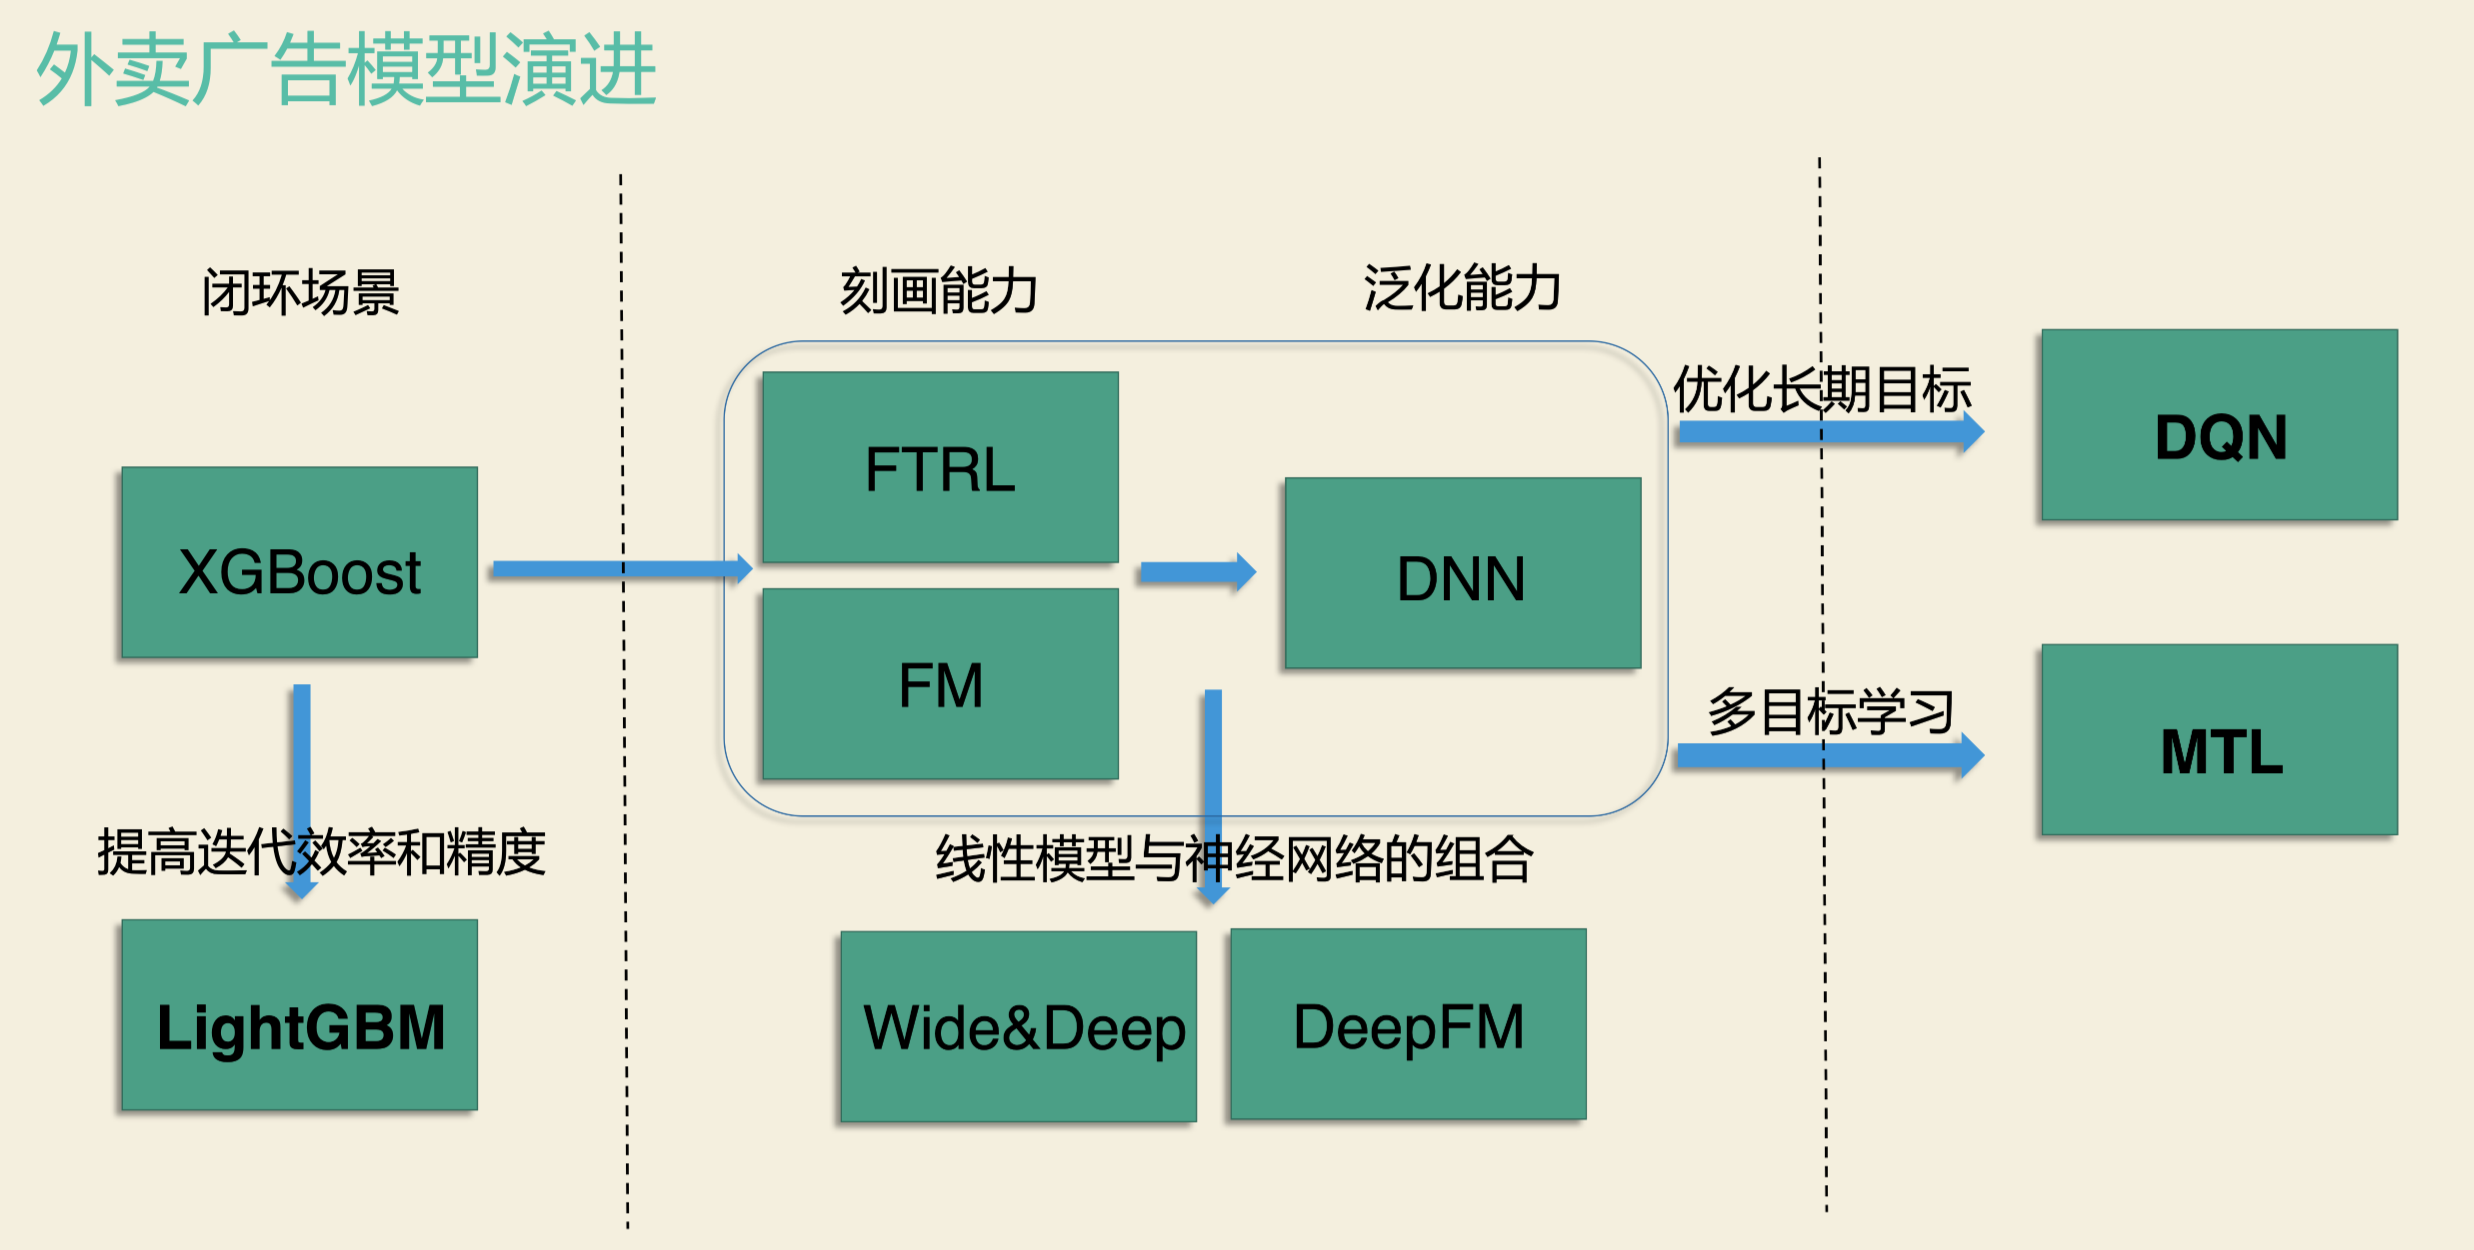 外卖广告模型演进
闭环场景
刻画能力
泛化能力
优化长期目标
DQN
FTRL
XGBoost
DNN
FM
多目标学习
MTL
提高迭代效率和精度
线性模型与神经网络的组合
LightGBM
Wide&Deep
DeepFM